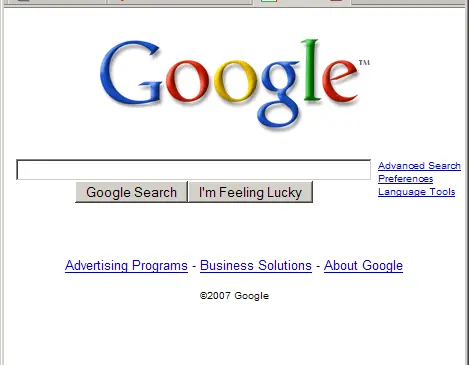 Google™
Advanced Search
Preferences
Language Tools
Google Search I'm Feeling Lucky
Advertising Programs - Business Solutions - About Google
©2007 Google